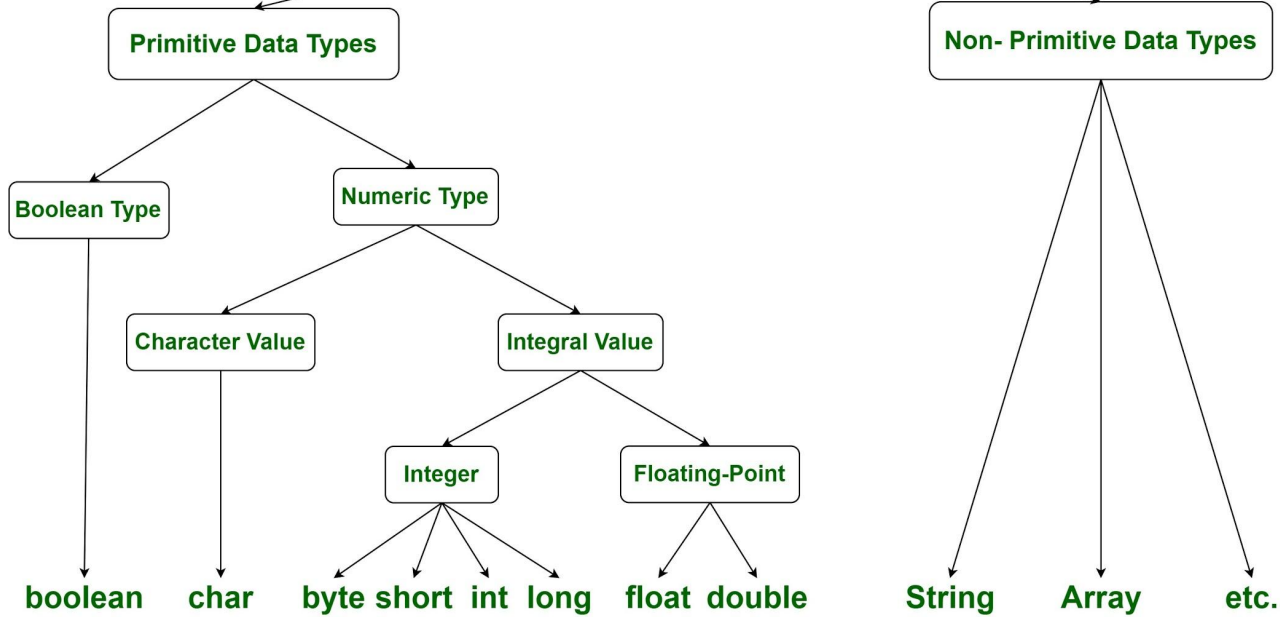 Primitive Data Types
Non- Primitive Data Types
Boolean Type
Numeric Type
Character Value
Integral Value
Integer
Floating-Point
boolean
char
byte
short
int
long
float
double
String
Array
etc.